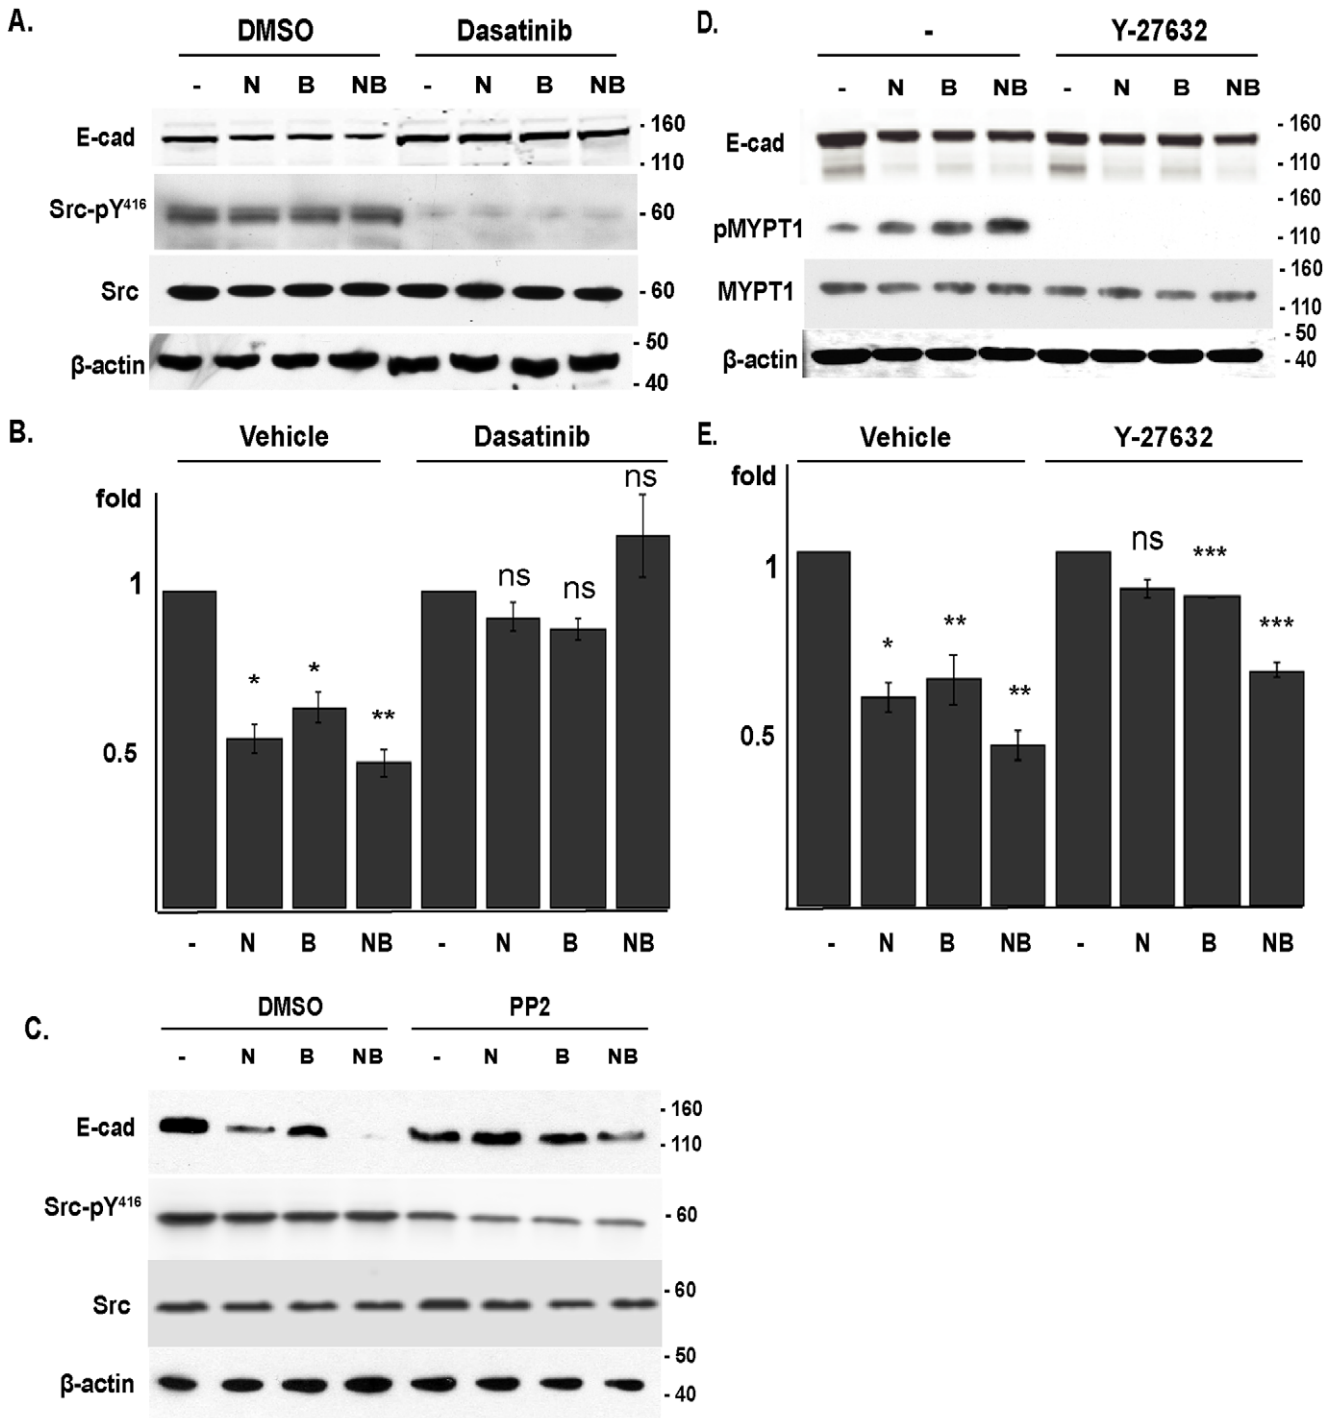 A.
DMSO Dasatinib
- N B NB - N B NB
E-cad - 160
- 110
Src-pY⁴¹⁶ - 60
Src - 60
β-actin - 50
- 40
B.
Vehicle Dasatinib
fold
1
0.5
* * ** ns ns ns
- N B NB - N B NB
C.
DMSO PP2
- N B NB - N B NB
E-cad - 160
- 110
Src-pY⁴¹⁶ - 60
Src - 60
β-actin - 50
- 40
D.
- Y-27632
- N B NB - N B NB
E-cad - 160
- 110
pMYPT1 - 160
- 110
MYPT1 - 160
- 110
β-actin - 50
- 40
E.
Vehicle Y-27632
fold
1
0.5
* ** ** ns *** ***
- N B NB - N B NB